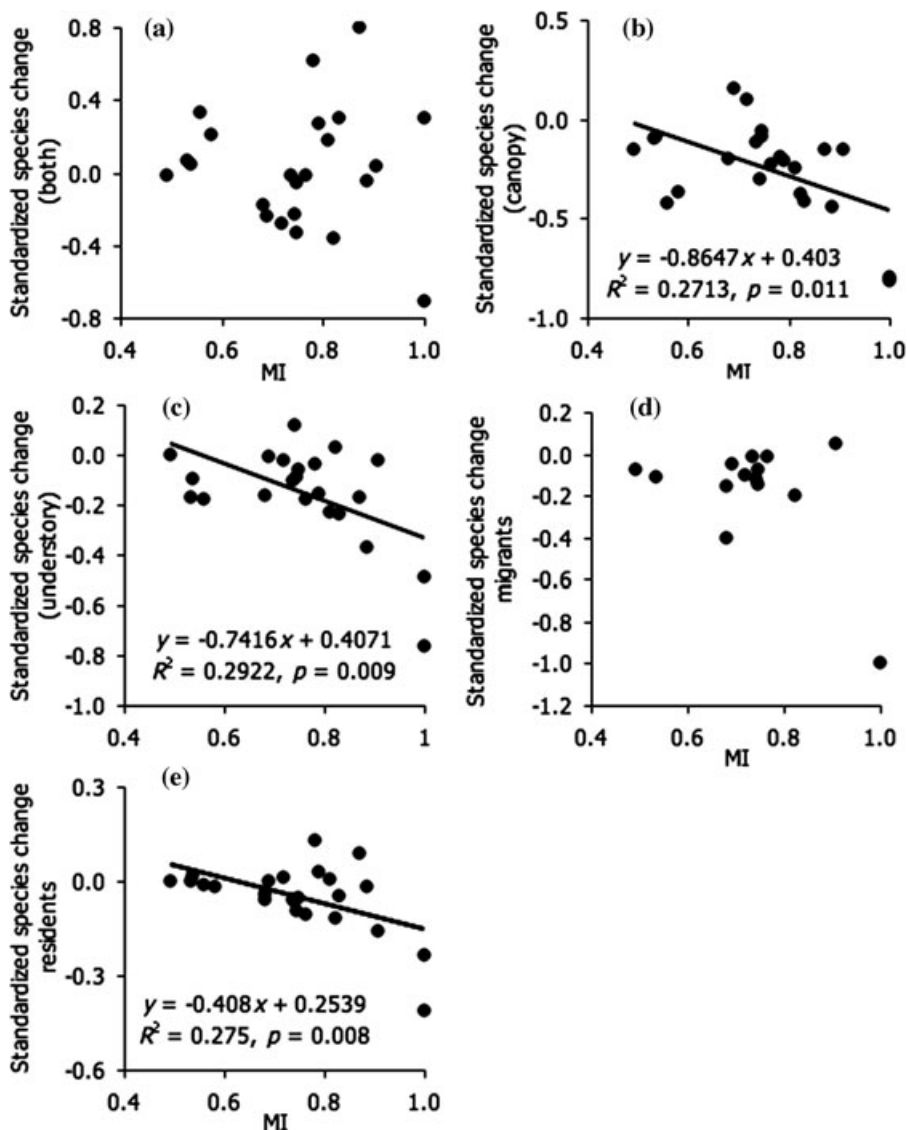 (a)
Standardized species change
(both)
0.8
0.4
0.0
-0.4
-0.8
0.4
0.6
0.8
1.0
MI
(b)
Standardized species change
(canopy)
0.5
0.0
-0.5
-1.0
y = -0.8647x + 0.403
R² = 0.2713, p = 0.011
0.4
0.6
0.8
1.0
MI
(c)
Standardized species change
(understory)
0.2
0.0
-0.2
-0.4
-0.6
-0.8
-1.0
y = -0.7416x + 0.4071
R² = 0.2922, p = 0.009
0.4
0.6
0.8
1
MI
(d)
Standardized species change
migrants
0.2
0.0
-0.2
-0.4
-0.6
-0.8
-1.0
-1.2
0.4
0.6
0.8
1.0
MI
(e)
Standardized species change
residents
0.3
0.0
-0.3
-0.6
y = -0.408x + 0.2539
R² = 0.275, p = 0.008
0.4
0.6
0.8
1.0
MI